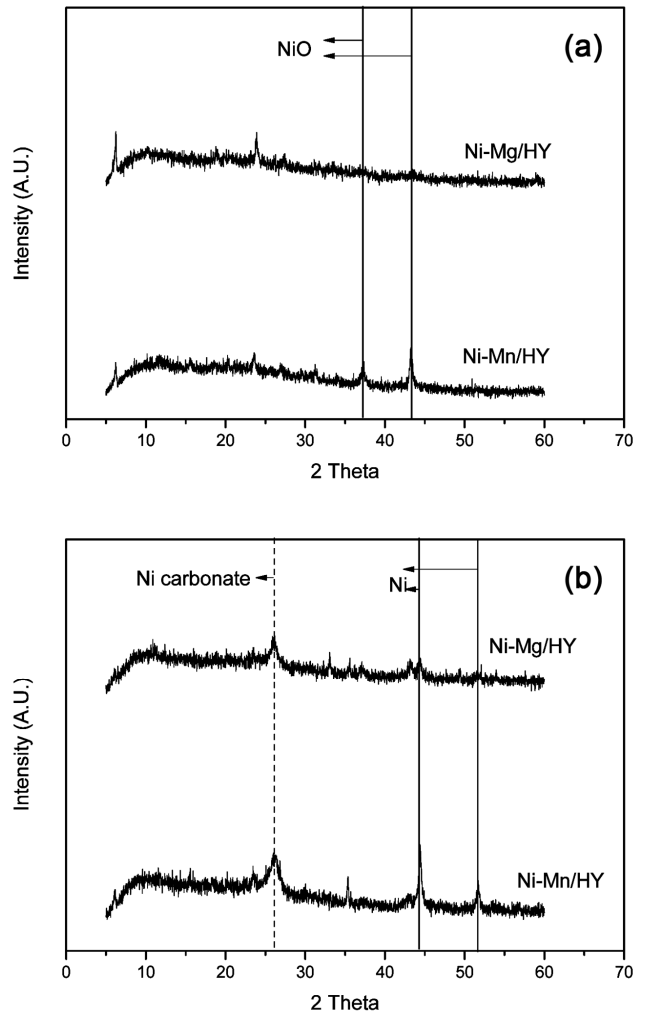 (a)
NiO
Ni-Mg/HY
Ni-Mn/HY
Intensity (A.U.)
0 10 20 30 40 50 60 70
2 Theta
(b)
Ni carbonate
Ni
Ni-Mg/HY
Ni-Mn/HY
Intensity (A.U.)
0 10 20 30 40 50 60 70
2 Theta